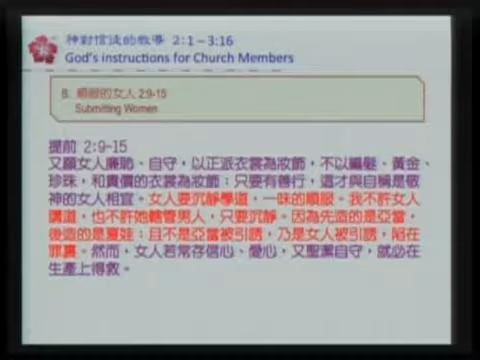 神對信徒的教導 2:1－3:16
God's instructions for Church Members
B. 順服的女人 2:9-15
Submitting Women
提前 2:9-15
又願女人廉恥、自守，以正派衣裳為妝飾，不以編髮、黃金、
珍珠，和貴價的衣裳為妝飾；只要有善行，這才與自稱是敬
神的女人相宜。女人要沉靜學道，一味的順服。我不許女人
講道，也不許她轄管男人，只要沉靜。因為先造的是亞當，
後造的是夏娃；且不是亞當被引誘，乃是女人被引誘，陷在
罪裏。然而，女人若常存信心、愛心，又聖潔自守，就必在
生產上得救。